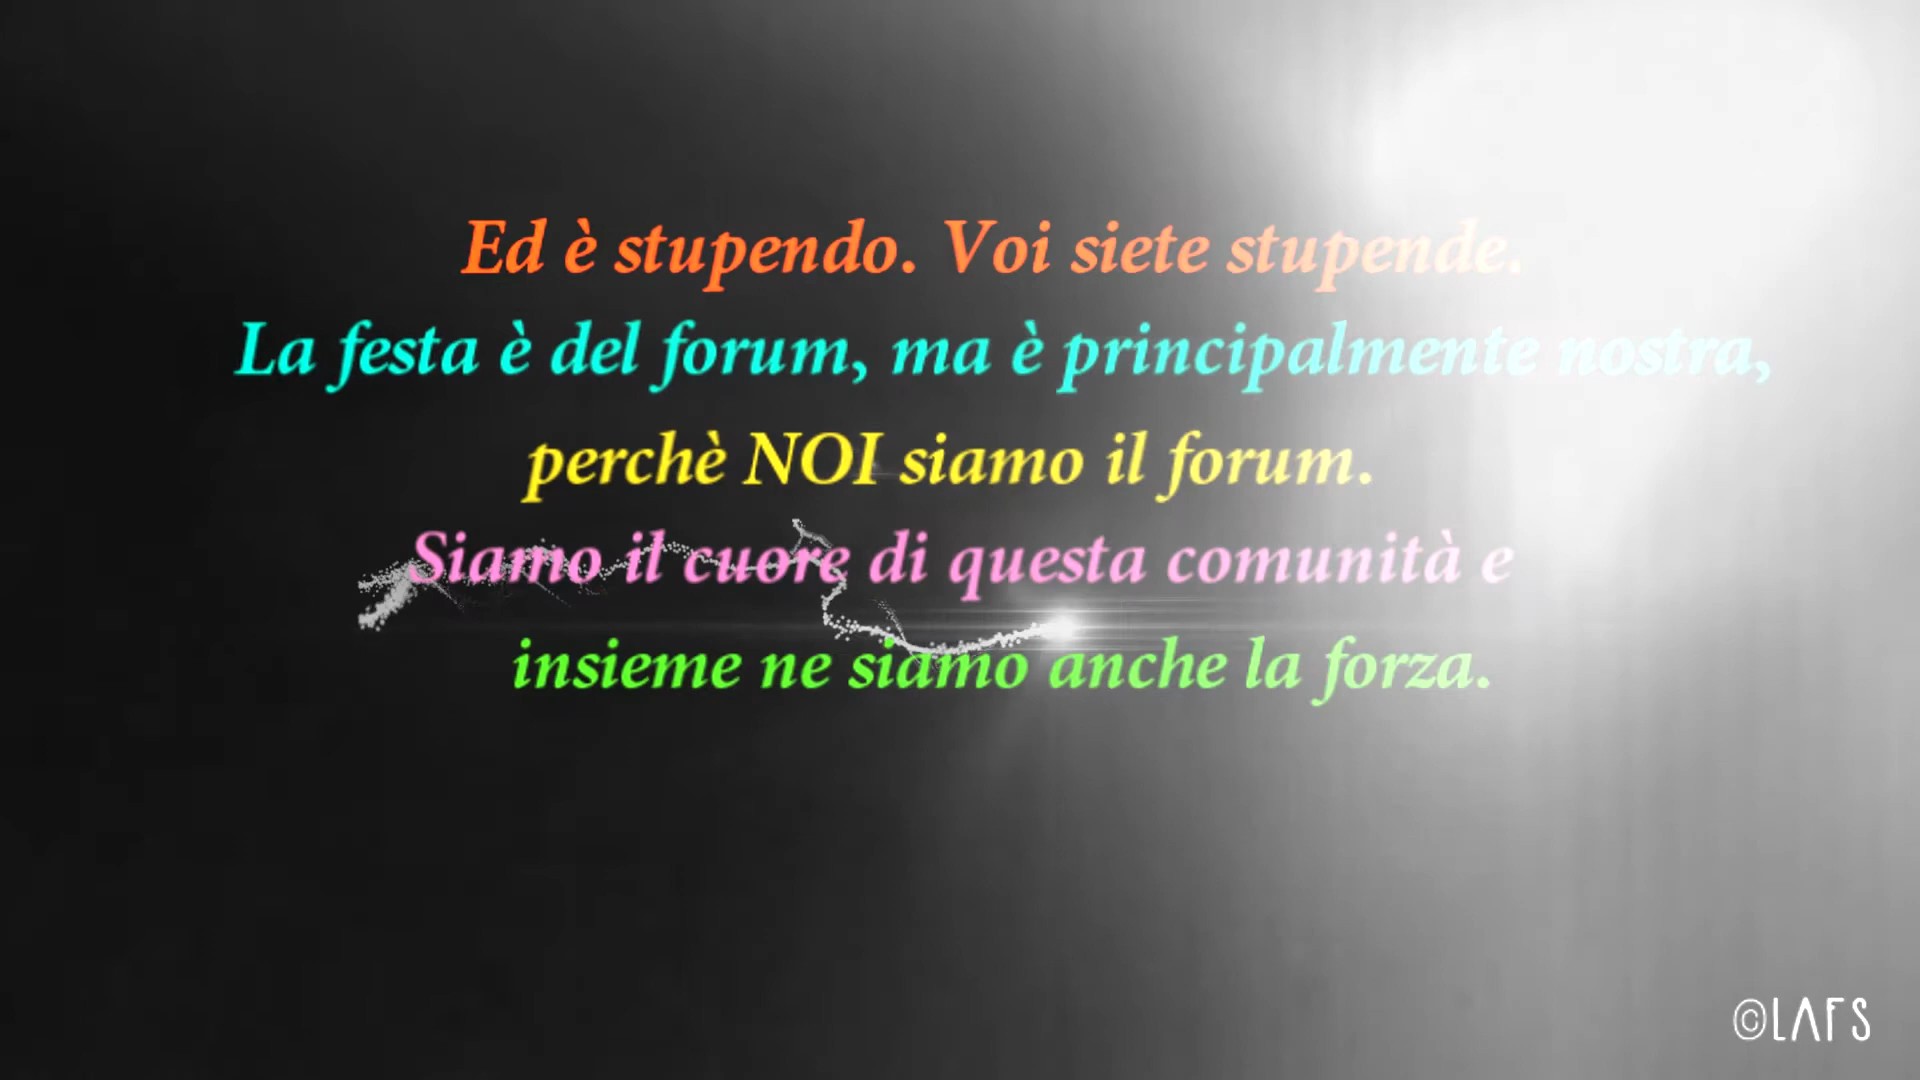 Ed è stupendo. Voi siete stupende.
La festa è del forum, ma è principalmente nostra,
perchè NOI siamo il forum.
Siamo il cuore di questa comunità e
insieme ne siamo anche la forza.
©LAFS